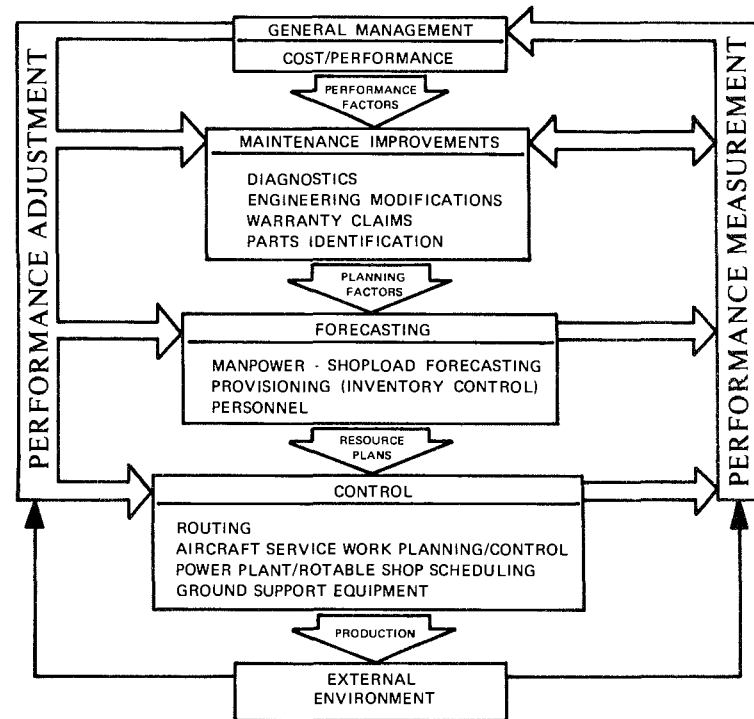 GENERAL MANAGEMENT
COST/PERFORMANCE
PERFORMANCE
FACTORS
MAINTENANCE IMPROVEMENTS
DIAGNOSTICS
ENGINEERING MODIFICATIONS
WARRANTY CLAIMS
PARTS IDENTIFICATION
PLANNING
FACTORS
FORECASTING
MANPOWER - SHOPLOAD FORECASTING
PROVISIONING (INVENTORY CONTROL)
PERSONNEL
RESOURCE
PLANS
CONTROL
ROUTING
AIRCRAFT SERVICE WORK PLANNING/CONTROL
POWER PLANT/ROTABLE SHOP SCHEDULING
GROUND SUPPORT EQUIPMENT
PRODUCTION
EXTERNAL
ENVIRONMENT
PERFORMANCE ADJUSTMENT
PERFORMANCE MEASUREMENT